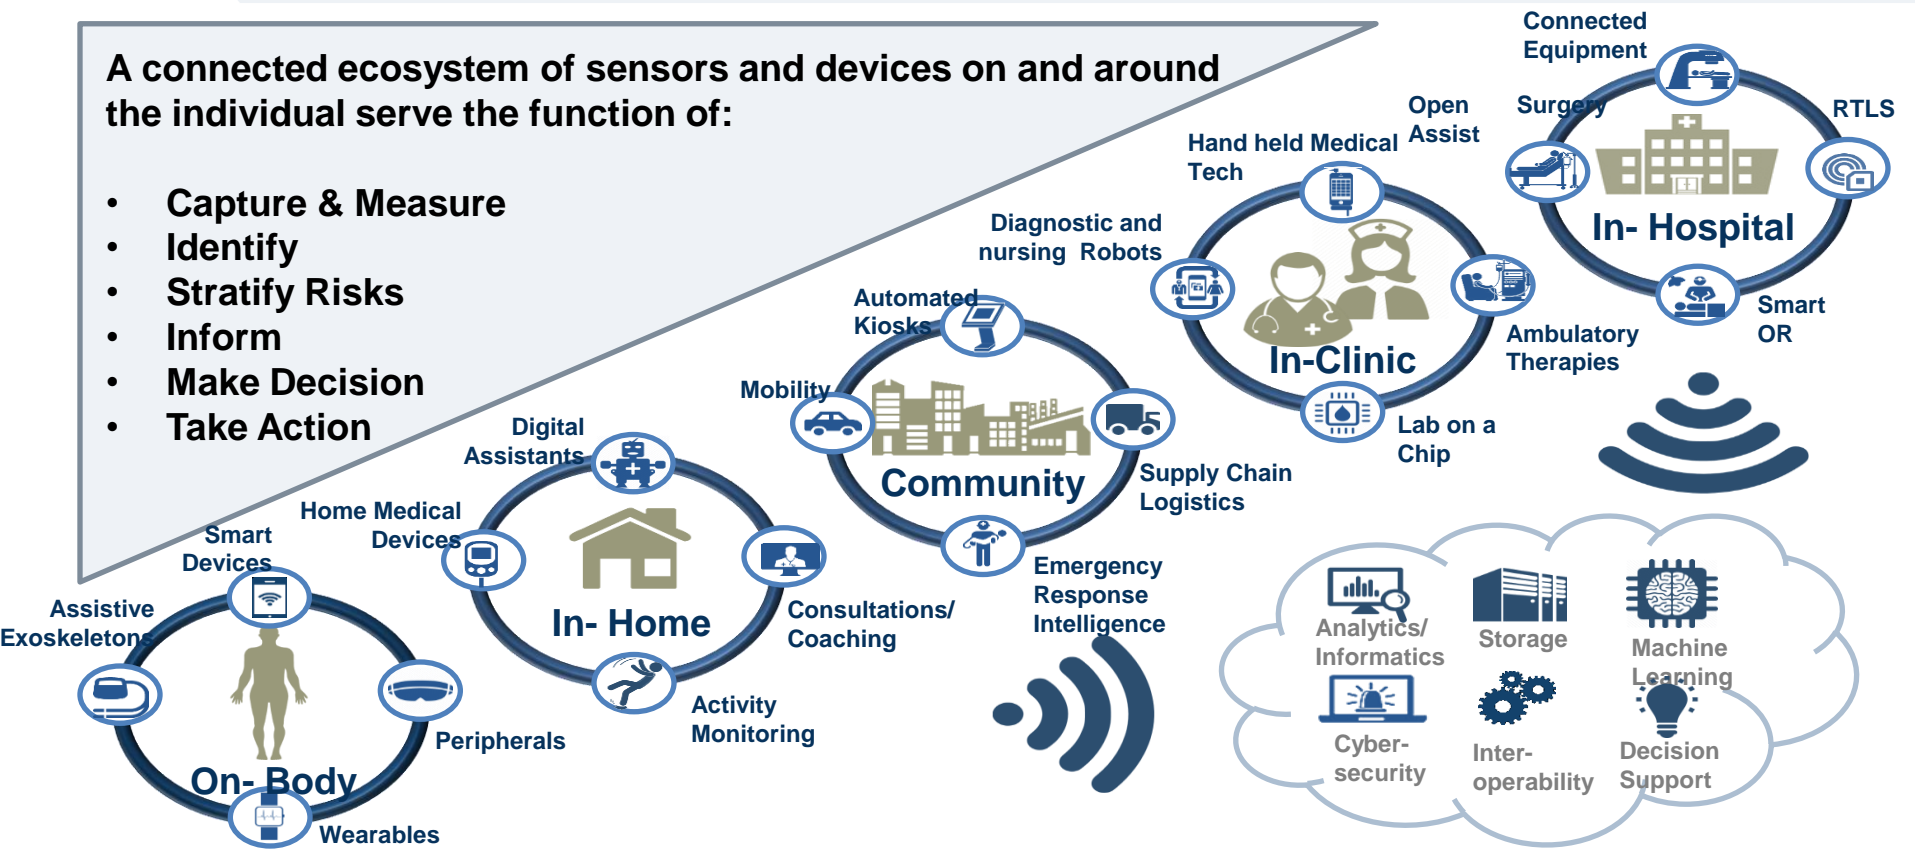 A connected ecosystem of sensors and devices on and around
the individual serve the function of:
• Capture & Measure
• Identify
• Stratify Risks
• Inform
• Make Decision
• Take Action
Connected
Equipment
Surgery
RTLS
In- Hospital
Smart
OR
Open
Assist
Hand held Medical
Tech
Diagnostic and
nursing Robots
In-Clinic
Ambulatory
Therapies
Lab on a
Chip
Automated
Kiosks
Mobility
Community
Supply Chain
Logistics
Emergency
Response
Intelligence
Digital
Assistants
Home Medical
Devices
In- Home
Consultations/
Coaching
Activity
Monitoring
Smart
Devices
Assistive
Exoskeletons
Peripherals
On- Body
Wearables
Analytics/
Informatics
Storage
Machine
Learning
Cyber-
security
Inter-
operability
Decision
Support